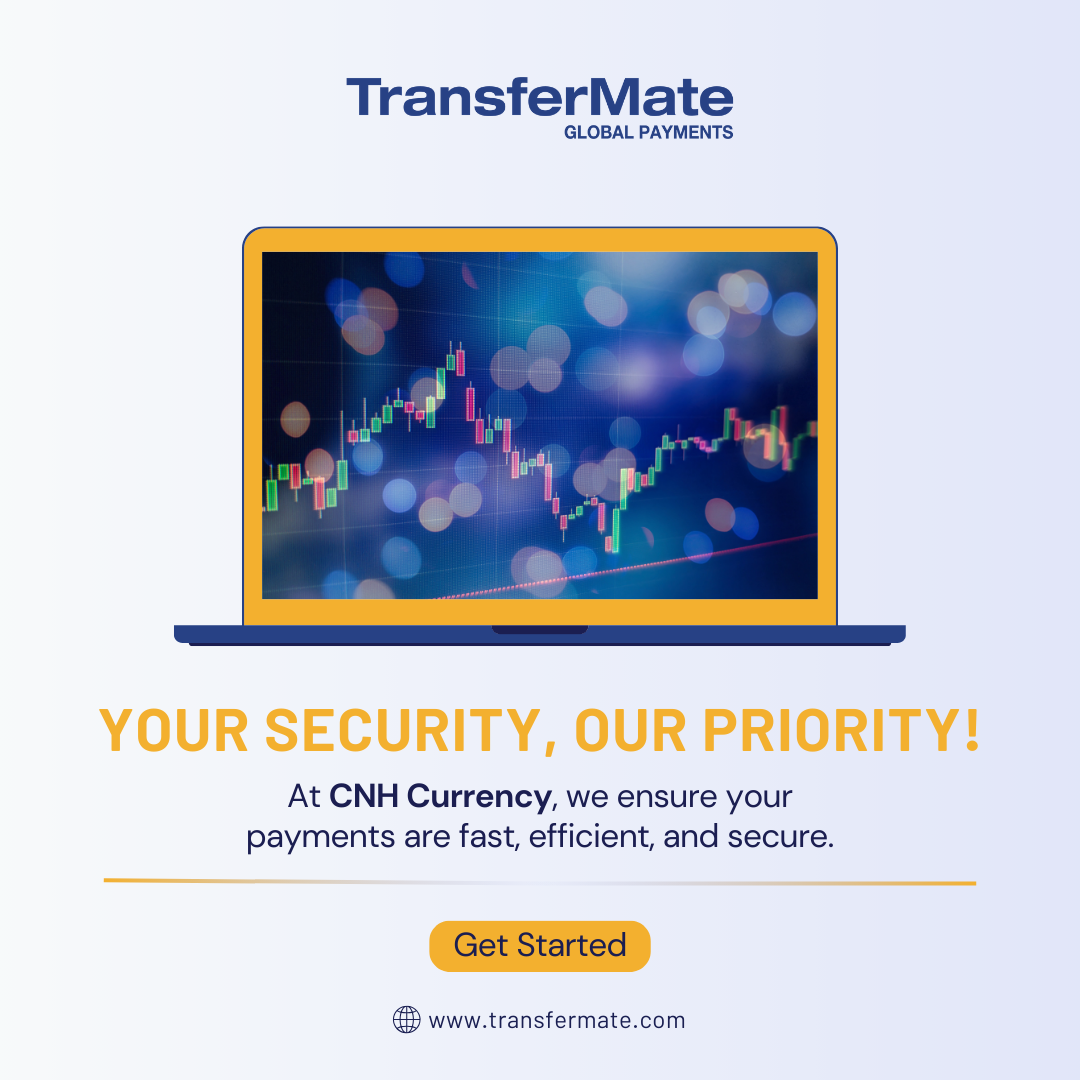 TransferMate
GLOBAL PAYMENTS
YOUR SECURITY, OUR PRIORITY!
At CNH Currency, we ensure your
payments are fast, efficient, and secure.
Get Started
www.transfermate.com